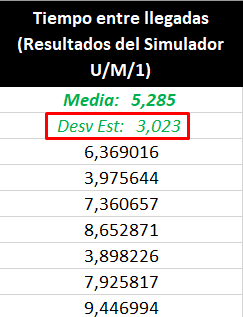 Tiempo entre llegadas
(Resultados del Simulador
U/M/1)
Media: 5,285
Desv Est: 3,023
6,369016
3,975644
7,360657
8,652871
3,898226
7,925817
9,446994